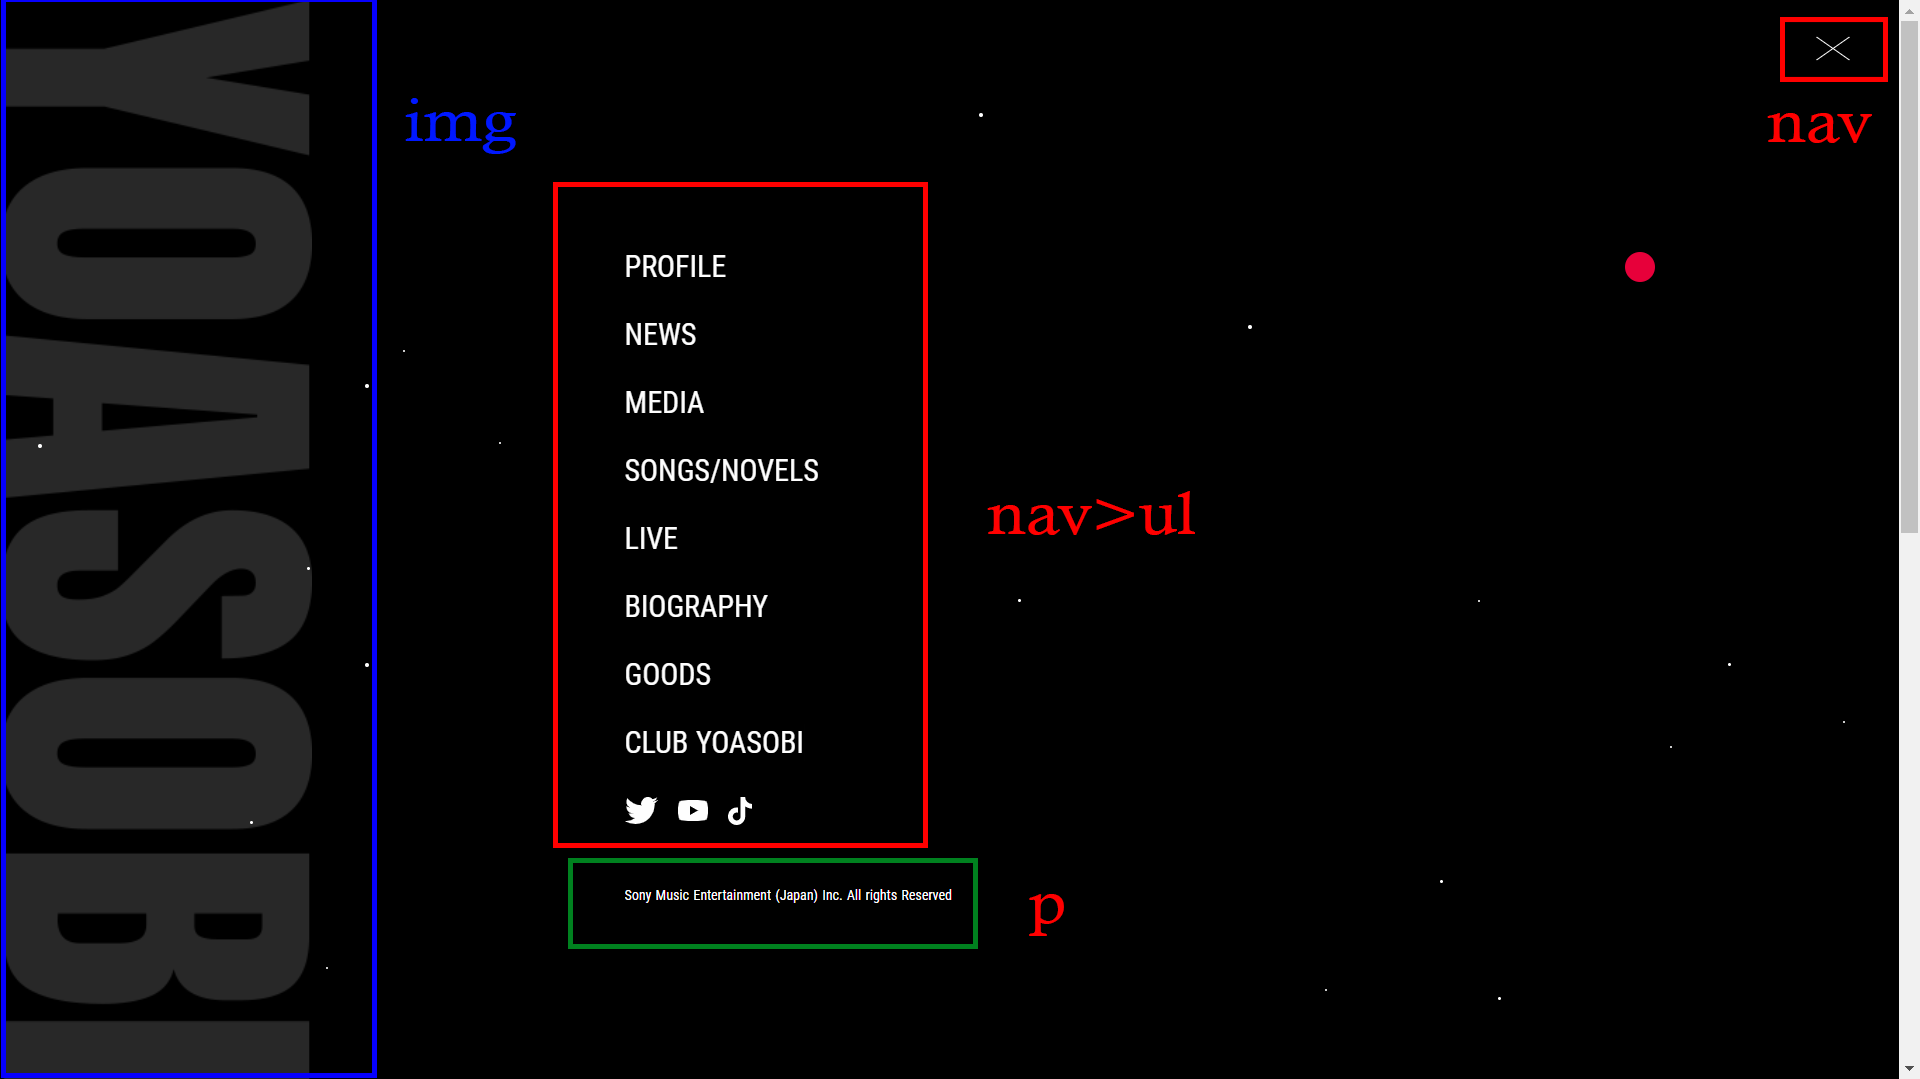 YOASOBI
img
nav
PROFILE
NEWS
MEDIA
SONGS/NOVELS
LIVE
BIOGRAPHY
GOODS
CLUB YOASOBI
nav>ul
Sony Music Entertainment (Japan) Inc. All rights Reserved
p